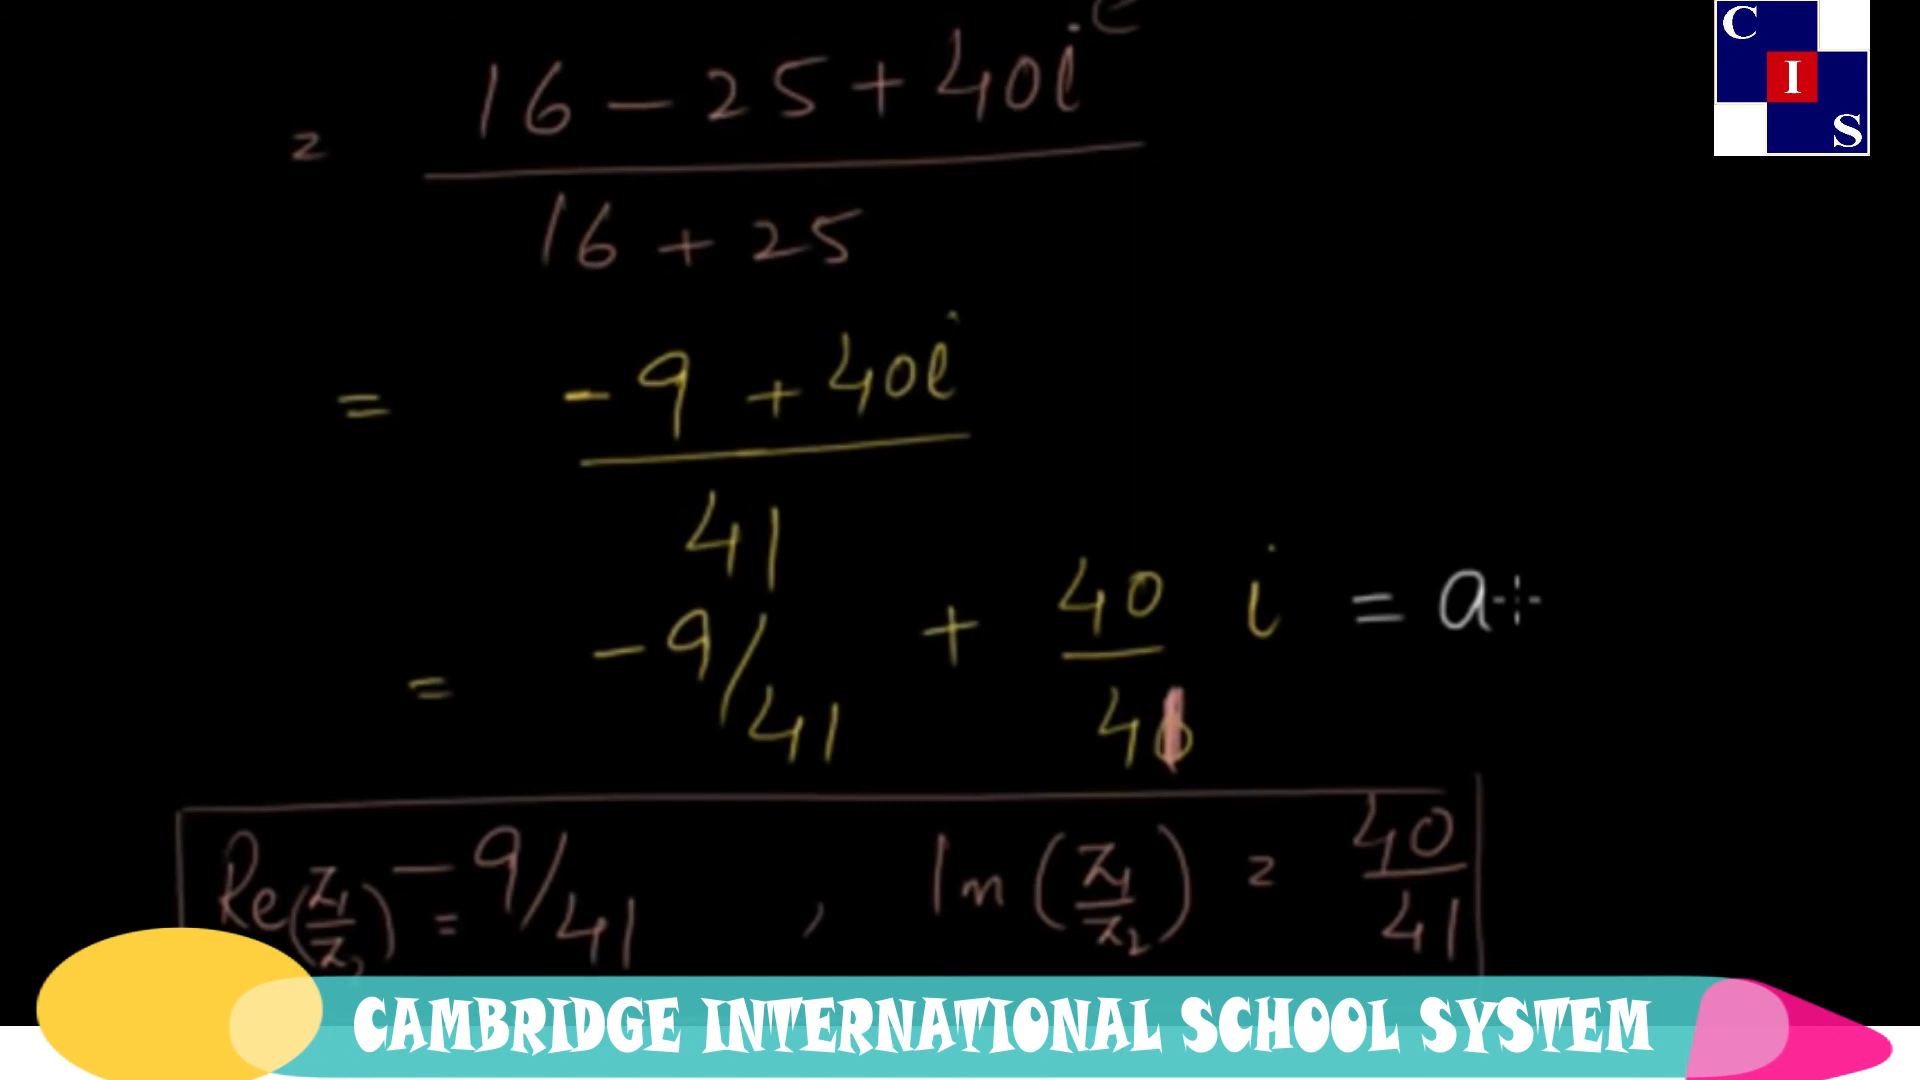 C
I
S
= 16 - 25 + 40i
16 + 25
= -9 + 40i
41
= -9/41 + 40/41 i = a+
Re(z₁/z₂) = -9/41 , Im(z₁/z₂) = 40/41
CAMBRIDGE INTERNATIONAL SCHOOL SYSTEM